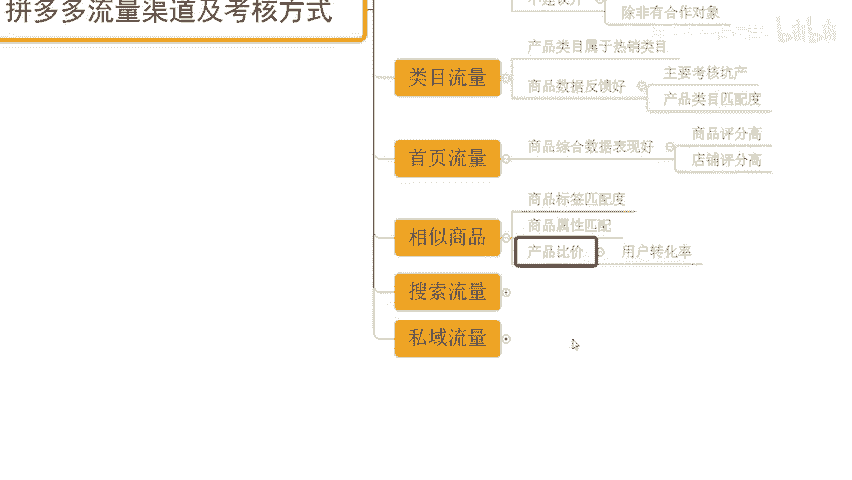 拼多多流量渠道及考核方式
除非有合作对象
类目流量
产品类目属于热销类目
商品数据反馈好
主要考核坑产
产品类目匹配度
首页流量
商品综合数据表现好
商品评分高
店铺评分高
相似商品
商品标签匹配度
商品属性匹配
产品比价
用户转化率
搜索流量
私域流量
bilibili